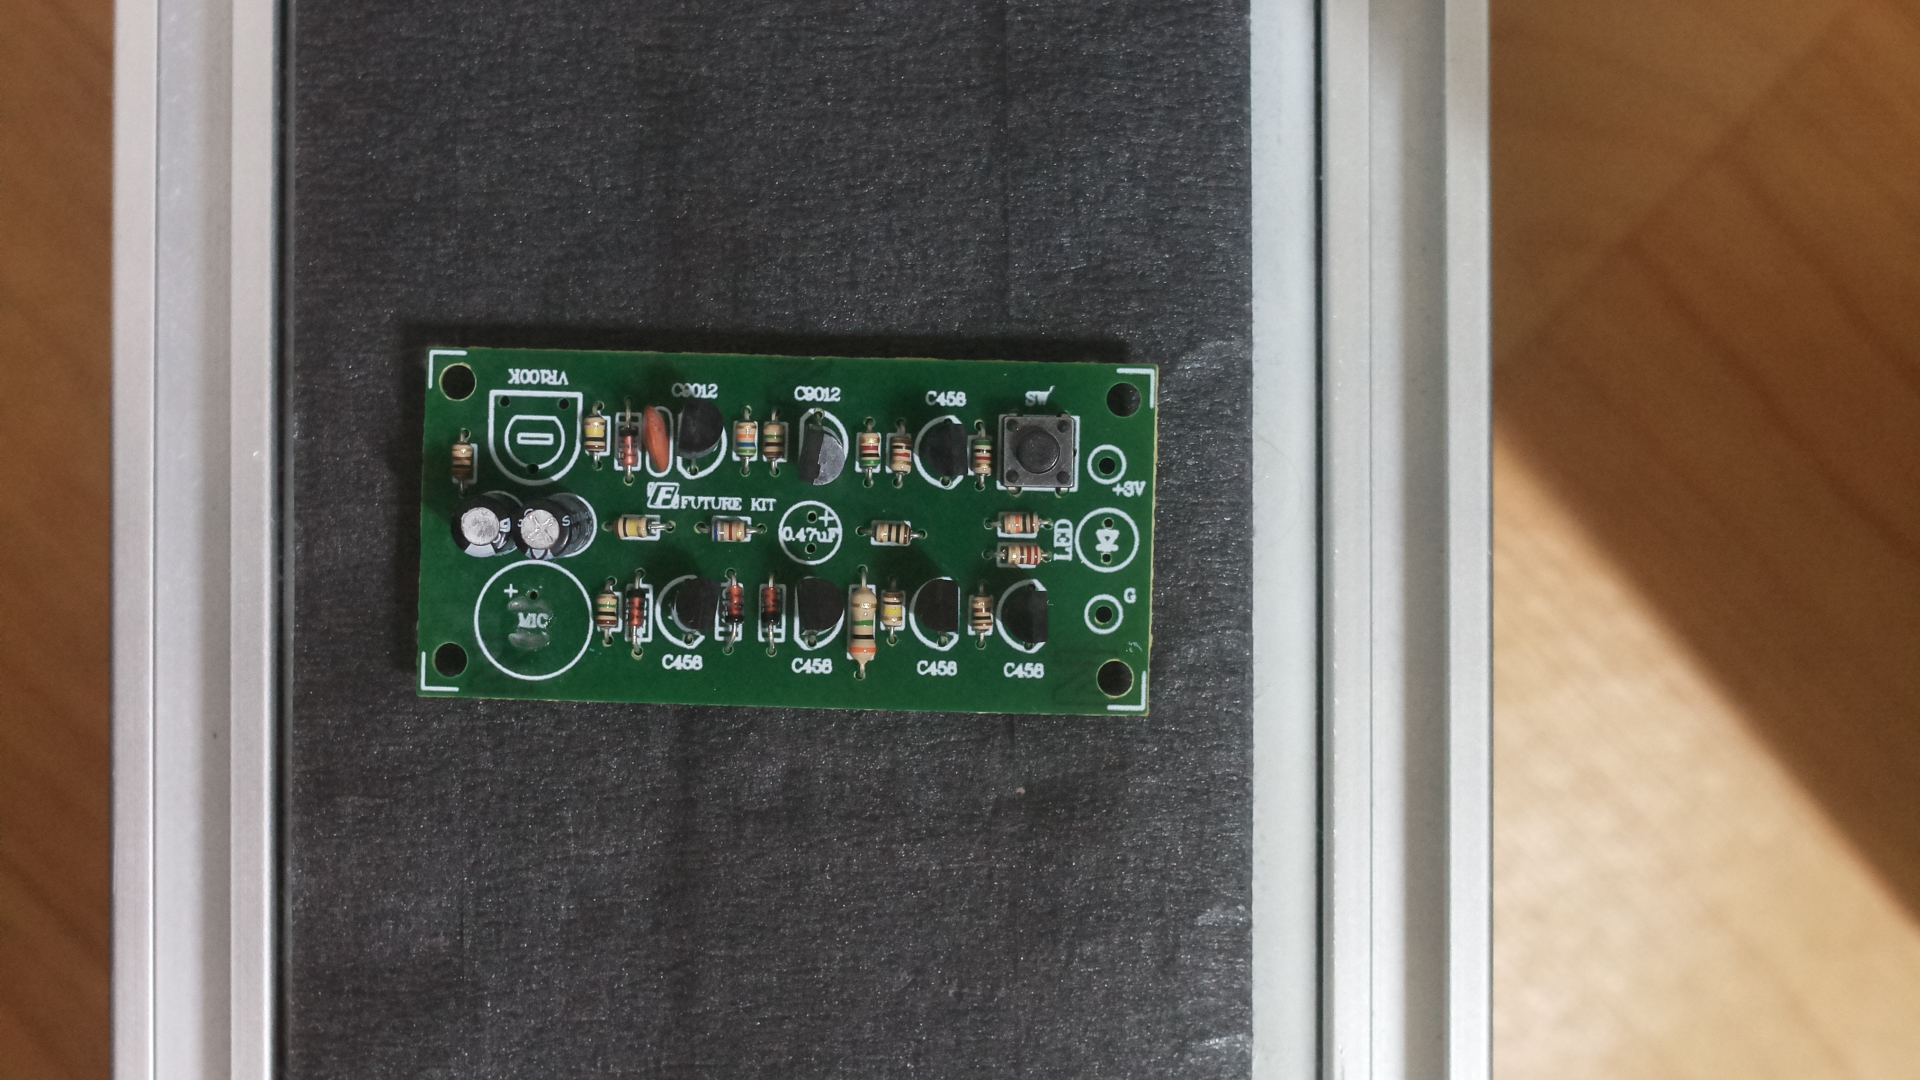 VR100K
C9012
C9012
C458
SW
+3V
F FUTURE KIT
+
0.47uF
LED
+
MIC
G
C458
C458
C458
C458